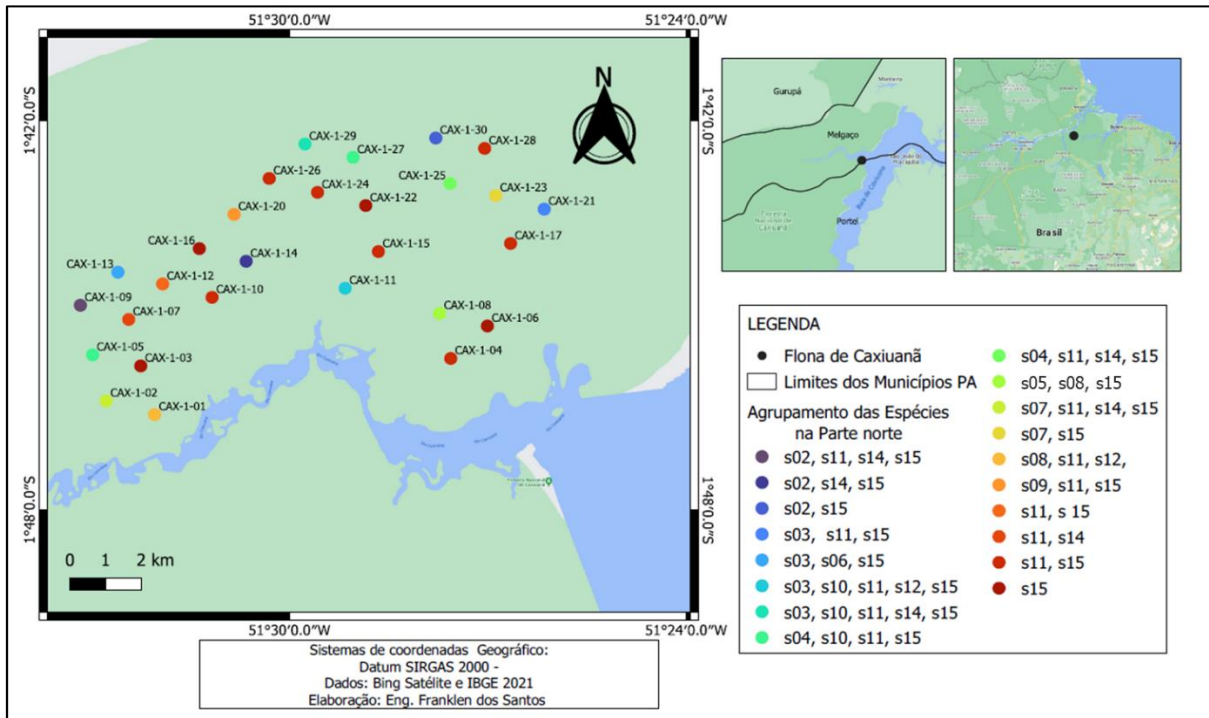 51°30'0.0"W
51°24'0.0"W
1°42'0.0"S
1°42'0.0"S
N
CAX-1-30
CAX-1-29
CAX-1-28
CAX-1-27
CAX-1-26
CAX-1-25
CAX-1-24
CAX-1-23
CAX-1-22
CAX-1-21
CAX-1-20
CAX-1-17
CAX-1-16
CAX-1-15
CAX-1-14
CAX-1-13
CAX-1-12
CAX-1-11
CAX-1-10
CAX-1-09
CAX-1-08
CAX-1-07
CAX-1-06
CAX-1-05
CAX-1-04
CAX-1-03
CAX-1-02
CAX-1-01
1°48'0.0"S
1°48'0.0"S
0 1 2 km
51°30'0.0"W
51°24'0.0"W
Sistemas de coordenadas Geográfico:
Datum SIRGAS 2000 -
Dados: Bing Satélite e IBGE 2021
Elaboração: Eng. Franklen dos Santos
Gurupá
Melgaço
Floresta
Nacional de
Caxiuanã
Portel
Brasil
LEGENDA
Flona de Caxiuanã
Limites dos Municípios PA
Agrupamento das Espécies
na Parte norte
s02, s11, s14, s15
s02, s14, s15
s02, s15
s03, s11, s15
s03, s06, s15
s03, s10, s11, s12, s15
s03, s10, s11, s14, s15
s04, s10, s11, s15
s04, s11, s14, s15
s05, s08, s15
s07, s11, s14, s15
s07, s15
s08, s11, s12,
s09, s11, s15
s11, s 15
s11, s14
s11, s15
s15